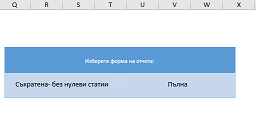 Q R S T U V W X
Изберете форма на отчета:
Съкратена- без нулеви статии Пълна